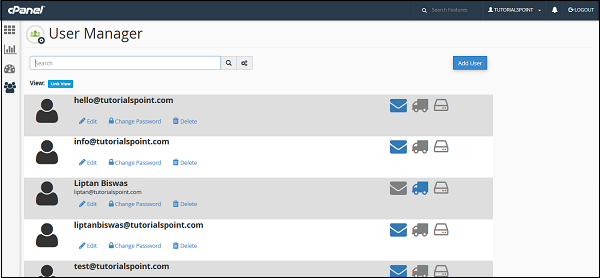 cPanel
Search Features
TUTORIALSPOINT
LOGOUT
User Manager
Search
Add User
View: Link View
hello@tutorialspoint.com
Edit Change Password Delete
info@tutorialspoint.com
Edit Change Password Delete
Liptan Biswas
liptan@tutorialspoint.com
Edit Change Password Delete
liptanbiswas@tutorialspoint.com
Edit Change Password Delete
test@tutorialspoint.com